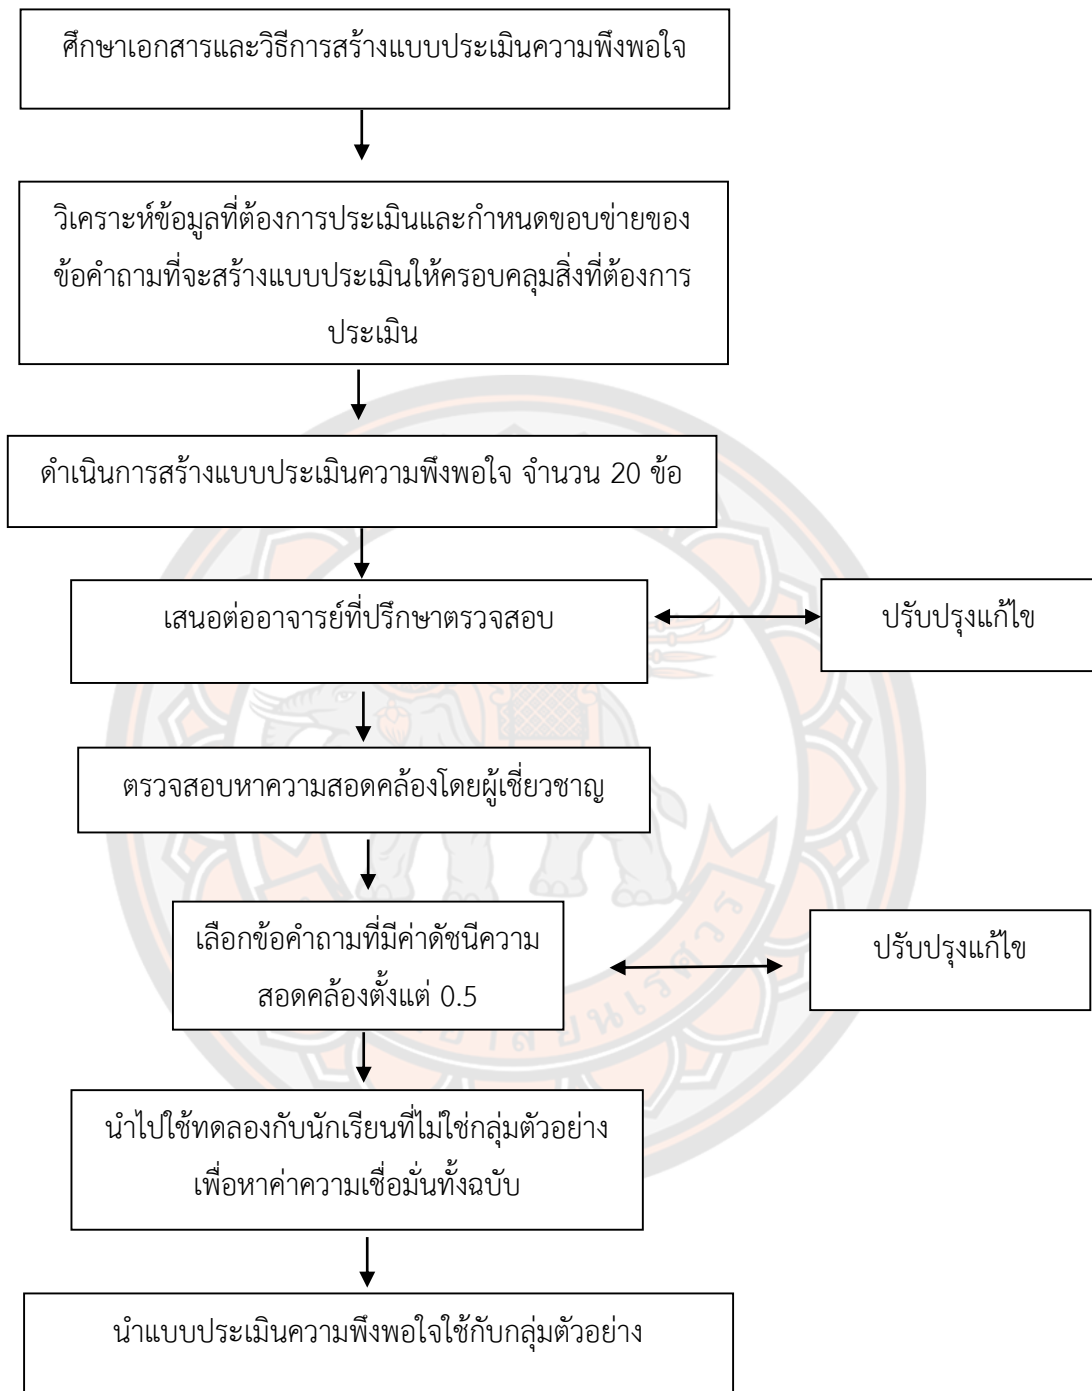 ศึกษาเอกสารและวิธีการสร้างแบบประเมินความพึงพอใจ
วิเคราะห์ข้อมูลที่ต้องการประเมินและกำหนดขอบข่ายของ
ข้อคำถามที่จะสร้างแบบประเมินให้ครอบคลุมสิ่งที่ต้องการ
ประเมิน
ดำเนินการสร้างแบบประเมินความพึงพอใจ จำนวน 20 ข้อ
เสนอต่ออาจารย์ที่ปรึกษาตรวจสอบ
ปรับปรุงแก้ไข
ตรวจสอบหาความสอดคล้องโดยผู้เชี่ยวชาญ
เลือกข้อคำถามที่มีค่าดัชนีความ
สอดคล้องตั้งแต่ 0.5
ปรับปรุงแก้ไข
นำไปใช้ทดลองกับนักเรียนที่ไม่ใช่กลุ่มตัวอย่าง
เพื่อหาค่าความเชื่อมั่นทั้งฉบับ
นำแบบประเมินความพึงพอใจใช้กับกลุ่มตัวอย่าง